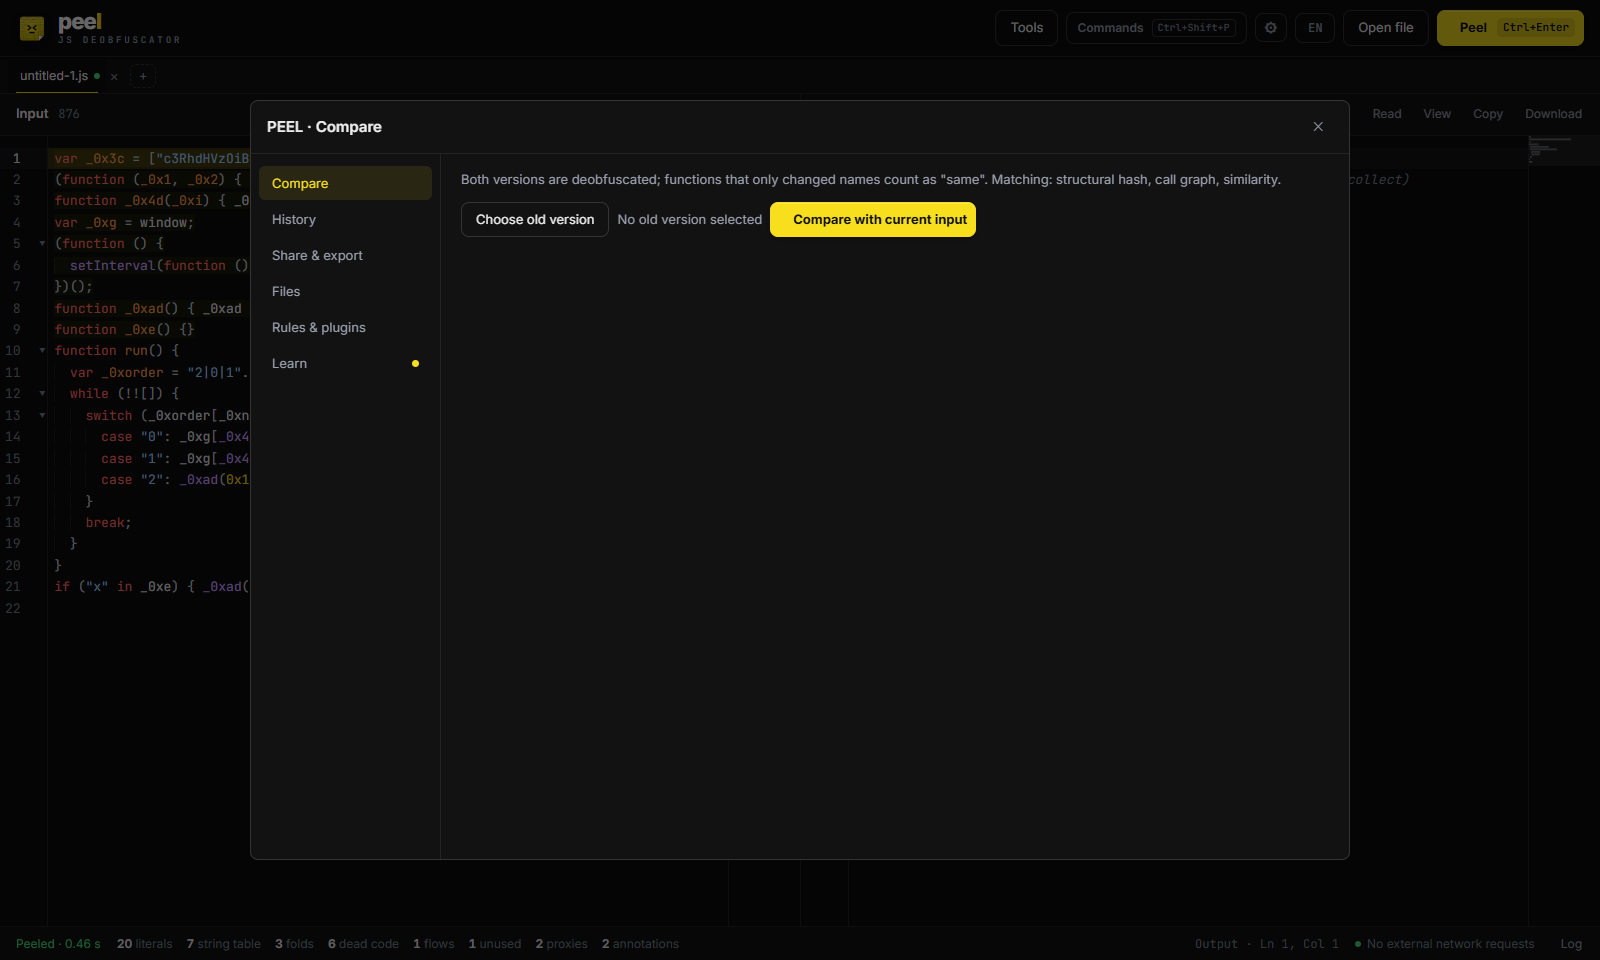 peel
JS DEOBFUSCATOR
Tools
Commands Ctrl+Shift+P
EN
Open file
Peel Ctrl+Enter
untitled-1.js
Input 876
Read View Copy Download
PEEL · Compare
Compare
History
Share & export
Files
Rules & plugins
Learn
Both versions are deobfuscated; functions that only changed names count as "same". Matching: structural hash, call graph, similarity.
Choose old version
No old version selected
Compare with current input
1 var _0x3c = ["c3RhdHVzOiB
2 (function (_0x1, _0x2) {
3 function _0x4d(_0xi) { _0
4 var _0xg = window;
5 (function () {
6 setInterval(function ()
7 })();
8 function _0xad() { _0xad
9 function _0xe() {}
10 function run() {
11 var _0xorder = "2|0|1".
12 while (!![]) {
13 switch (_0xorder[_0xn
14 case "0": _0xg[_0x4
15 case "1": _0xg[_0x4
16 case "2": _0xad(0x1
17 }
18 break;
19 }
20 }
21 if ("x" in _0xe) { _0xad(
22
collect)
Peeled · 0.46 s 20 literals 7 string table 3 folds 6 dead code 1 flows 1 unused 2 proxies 2 annotations
Output · Ln 1, Col 1 No external network requests Log